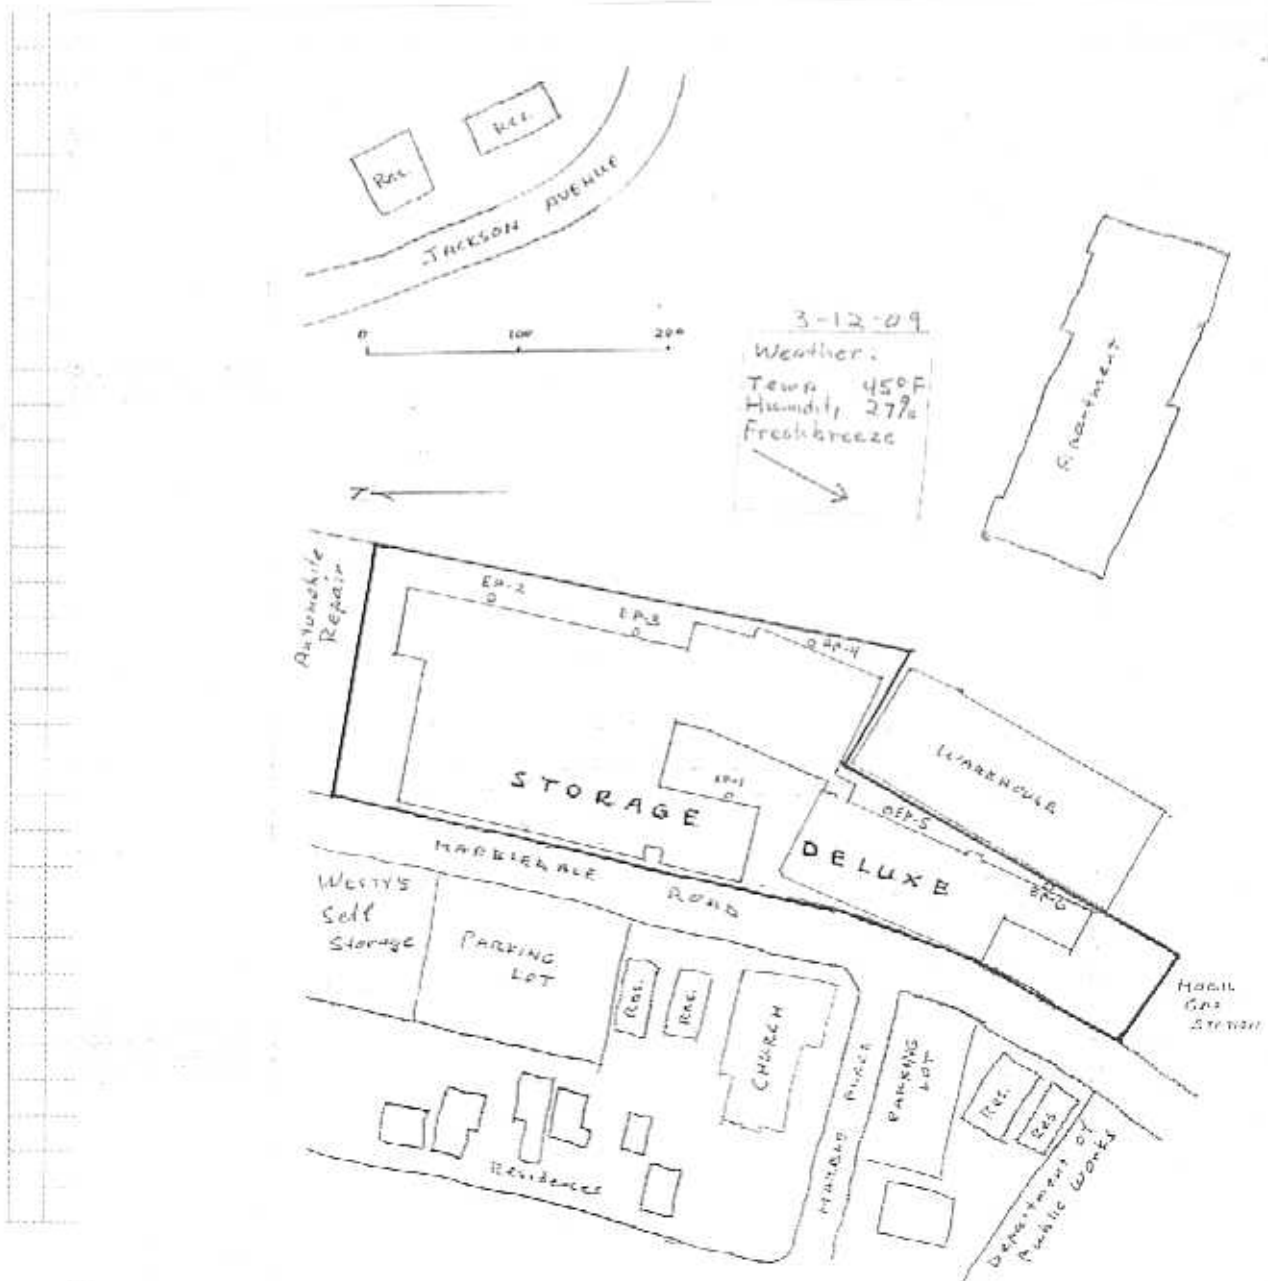 Res.
Res.
JACKSON AVENUE
0 100 200
3-12-09
Weather:
Temp 45°F
Humidity 27%
Fresh breeze
Apartment
Automobile
Repair
EP-2
EP-3
EP-4
WAREHOUSE
EP-1
STORAGE
EP-5
DELUXE
EP-6
MARBLEDALE
ROAD
WESTY'S
Self
Storage
PARKING
LOT
Res.
Res.
CHURCH
MOBIL
GAS
STATION
MARBLE PLACE
PARKING
LOT
Res.
Res
Residences
Department of
Public Works